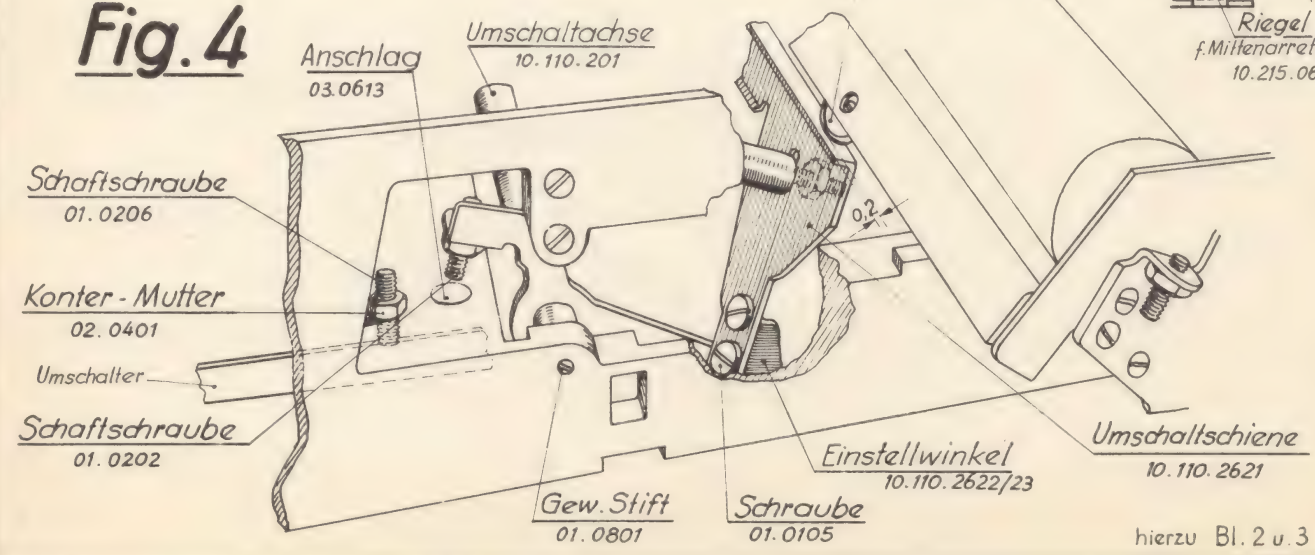 Fig. 4
Anschlag
03.0613
Umschaltachse
10.110.201
Riegel
f. Mittenarret
10.215.06
Schaftschraube
01.0206
Konter-Mutter
02.0401
Umschalter
Schaftschraube
01.0202
0,2
Gew. Stift
01.0801
Schraube
01.0105
Einstellwinkel
10.110.2622/23
Umschaltschiene
10.110.2621
hierzu Bl. 2 u. 3